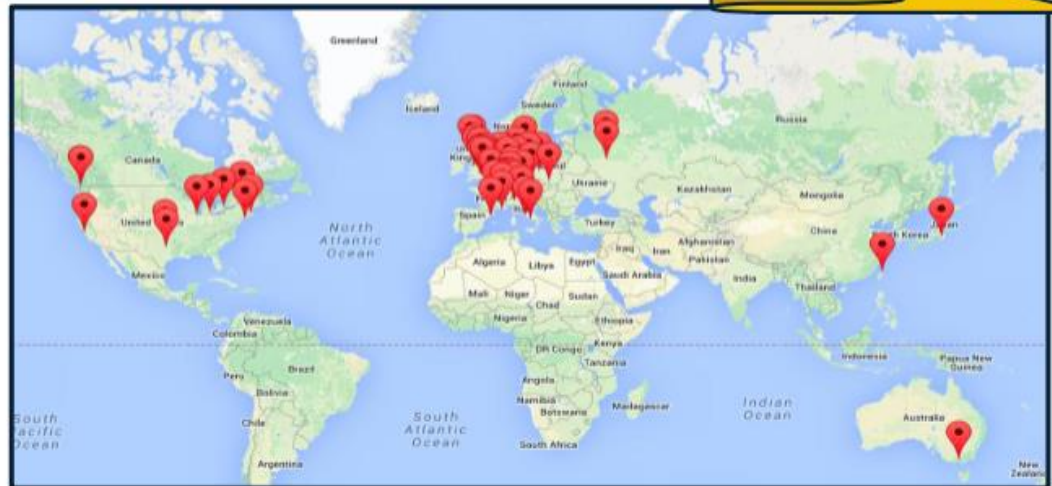 Greenland
Iceland
Finland
Sweden
Russia
Canada
Kingdom
Ukraine
Kazakhstan
Mongolia
Spain
Turkey
China
South Korea
Japan
United
North
Atlantic
Ocean
Iraq
Iran
Afghanistan
Pakistan
Algeria
Libya
Egypt
Saudi Arabia
India
Mexico
Mali
Niger
Chad
Sudan
Thailand
Nigeria
Ethiopia
Venezuela
Colombia
DR Congo
Kenya
Tanzania
Indonesia
Papua New
Guinea
Peru
Brazil
Angola
Namibia
Botswana
Madagascar
Bolivia
Indian
Ocean
South
Atlantic
Ocean
Australia
Chile
South Africa
Argentina
New